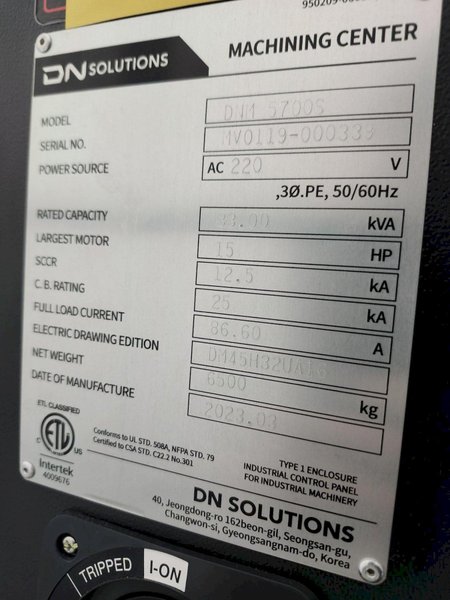 DN SOLUTIONS
MACHINING CENTER
MODEL DNM 5700S
SERIAL NO. MV0119-000339
POWER SOURCE AC 220 V
,3Ø.PE, 50/60Hz
RATED CAPACITY 33.00 kVA
LARGEST MOTOR 15 HP
SCCR 12.5 kA
C.B. RATING 25 kA
FULL LOAD CURRENT 86.60 A
ELECTRIC DRAWING EDITION
NET WEIGHT 6500 kg
DATE OF MANUFACTURE 2023.03
ETL CLASSIFIED
ETL
C US
Intertek
4009676
Conforms to UL STD. 508A, NFPA STD. 79
Certified to CSA STD. C22.2 No.301
TYPE 1 ENCLOSURE
INDUSTRIAL CONTROL PANEL
FOR INDUSTRIAL MACHINERY
DN SOLUTIONS
40, Jeongdong-ro 162beon-gil, Seongsan-gu,
Changwon-si, Gyeongsangnam-do, Korea
TRIPPED I-ON